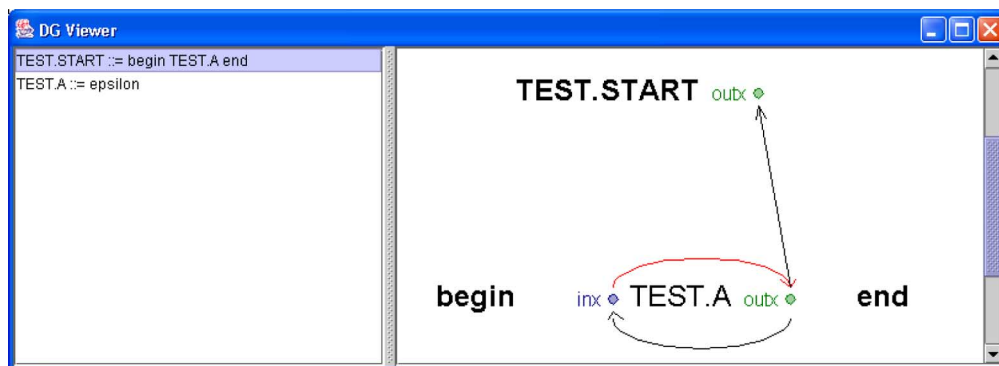 DG Viewer
TEST.START ::= begin TEST.A end
TEST.A ::= epsilon
TEST.START outx
begin inx TEST.A outx end